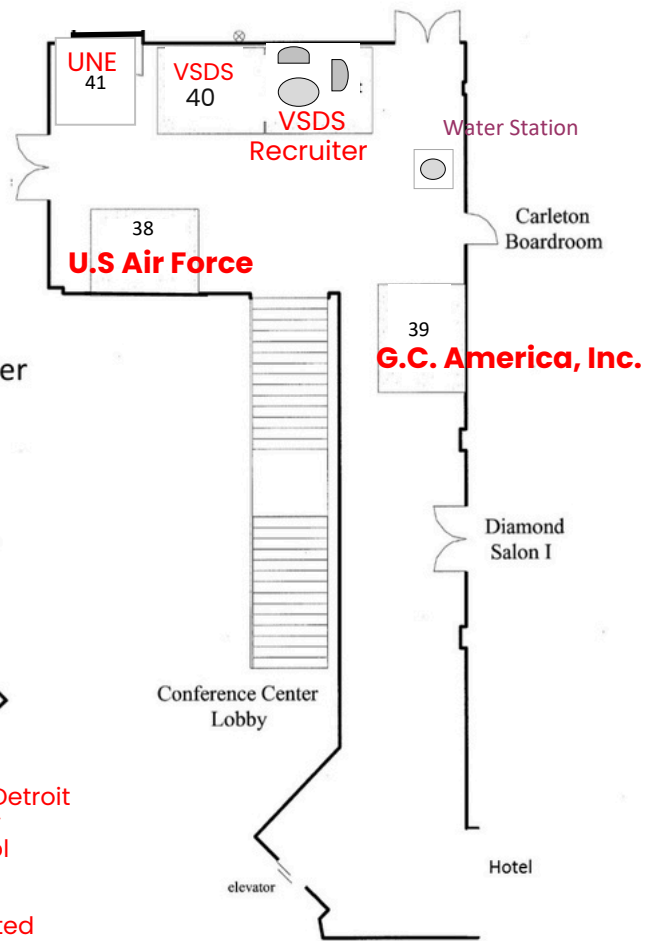 UNE
41
VSDS
40
VSDS
Recruiter
Water Station
38
U.S Air Force
Carleton
Boardroom
39
G.C. America, Inc.
er
Diamond
Salon I
Conference Center
Lobby
Detroit
ol
ted
elevator
Hotel